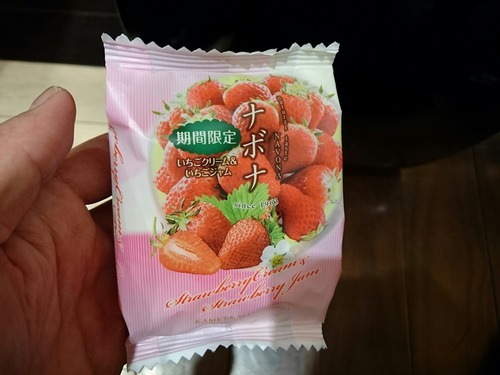 期間限定
いちごクリーム&
いちごジャム
ナボナ
NAVONA
since 1963
Strawberry Cream &
Strawberry Jam